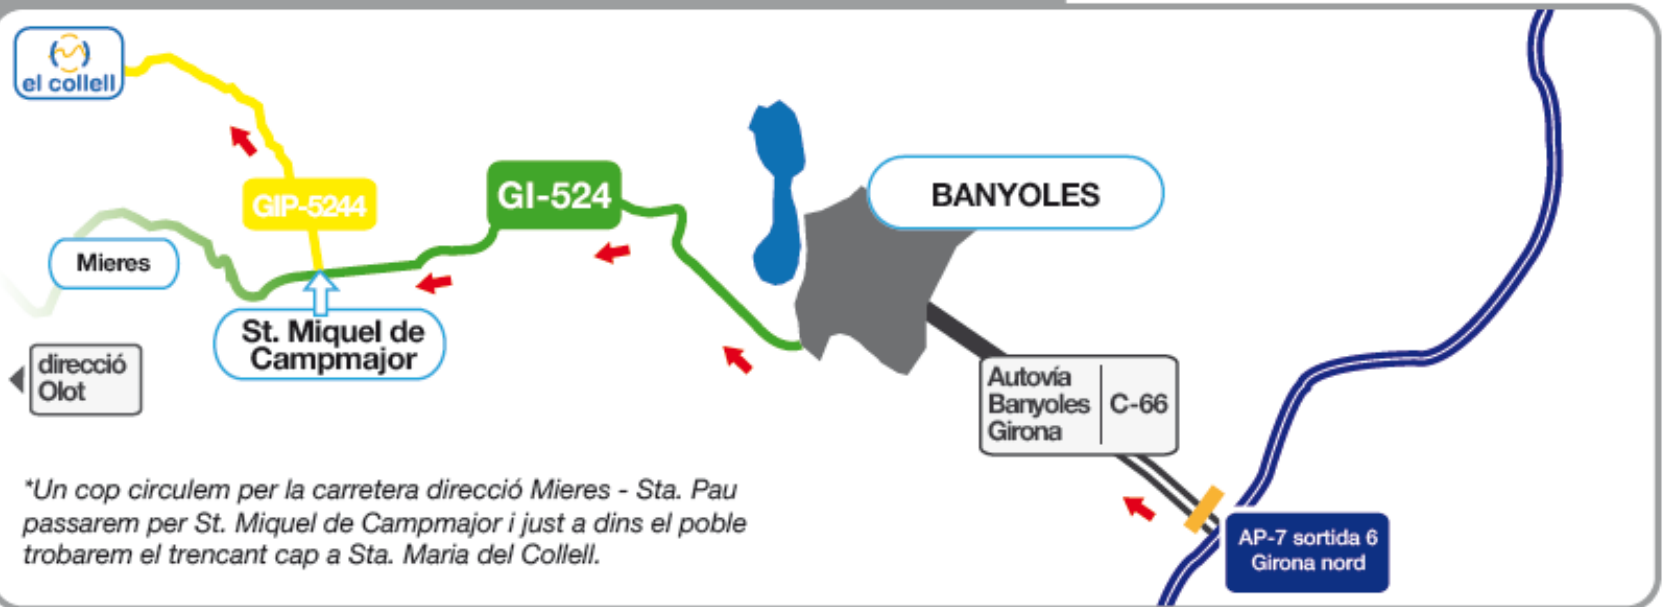 el collell
GIP-5244
GI-524
BANYOLES
Mieres
St. Miquel de
Campmajor
direcció
Olot
Autovía
Banyoles
Girona
C-66
*Un cop circulem per la carretera direcció Mieres - Sta. Pau
passarem per St. Miquel de Campmajor i just a dins el poble
trobarem el trencant cap a Sta. Maria del Collell.
AP-7 sortida 6
Girona nord